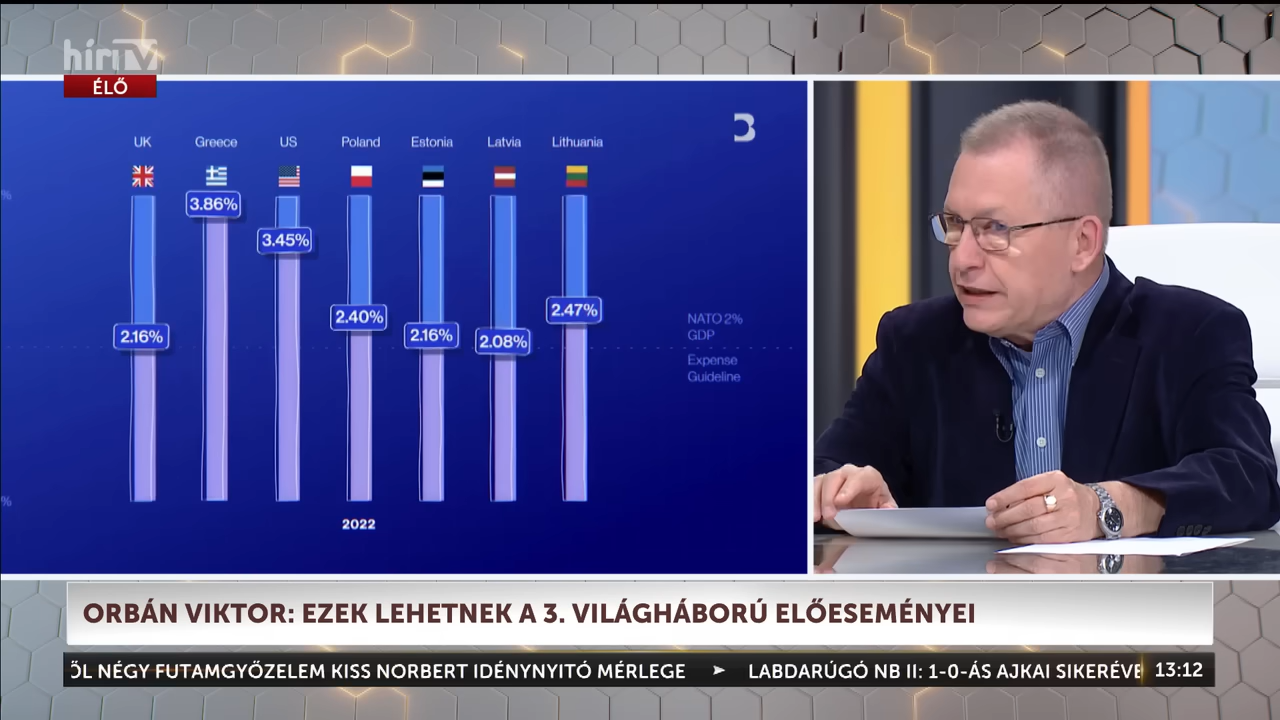 hírTV
ÉLŐ
3
UK Greece US Poland Estonia Latvia Lithuania
%
3.86%
3.45%
2.40%
2.47%
2.16%
2.16%
2.08%
NATO 2%
GDP
Expense
Guideline
%
2022
ORBÁN VIKTOR: EZEK LEHETNEK A 3. VILÁGHÁBORÚ ELŐESEMÉNYEI
ŐL NÉGY FUTAMGYŐZELEM KISS NORBERT IDÉNYNYITÓ MÉRLEGE ➤ LABDARÚGÓ NB II: 1-0-ÁS AJKAI SIKERÉVE 13:12